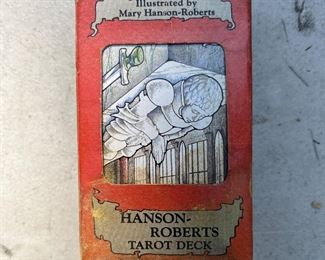 Illustrated by
Mary Hanson-Roberts
HANSON-
ROBERTS
TAROT DECK